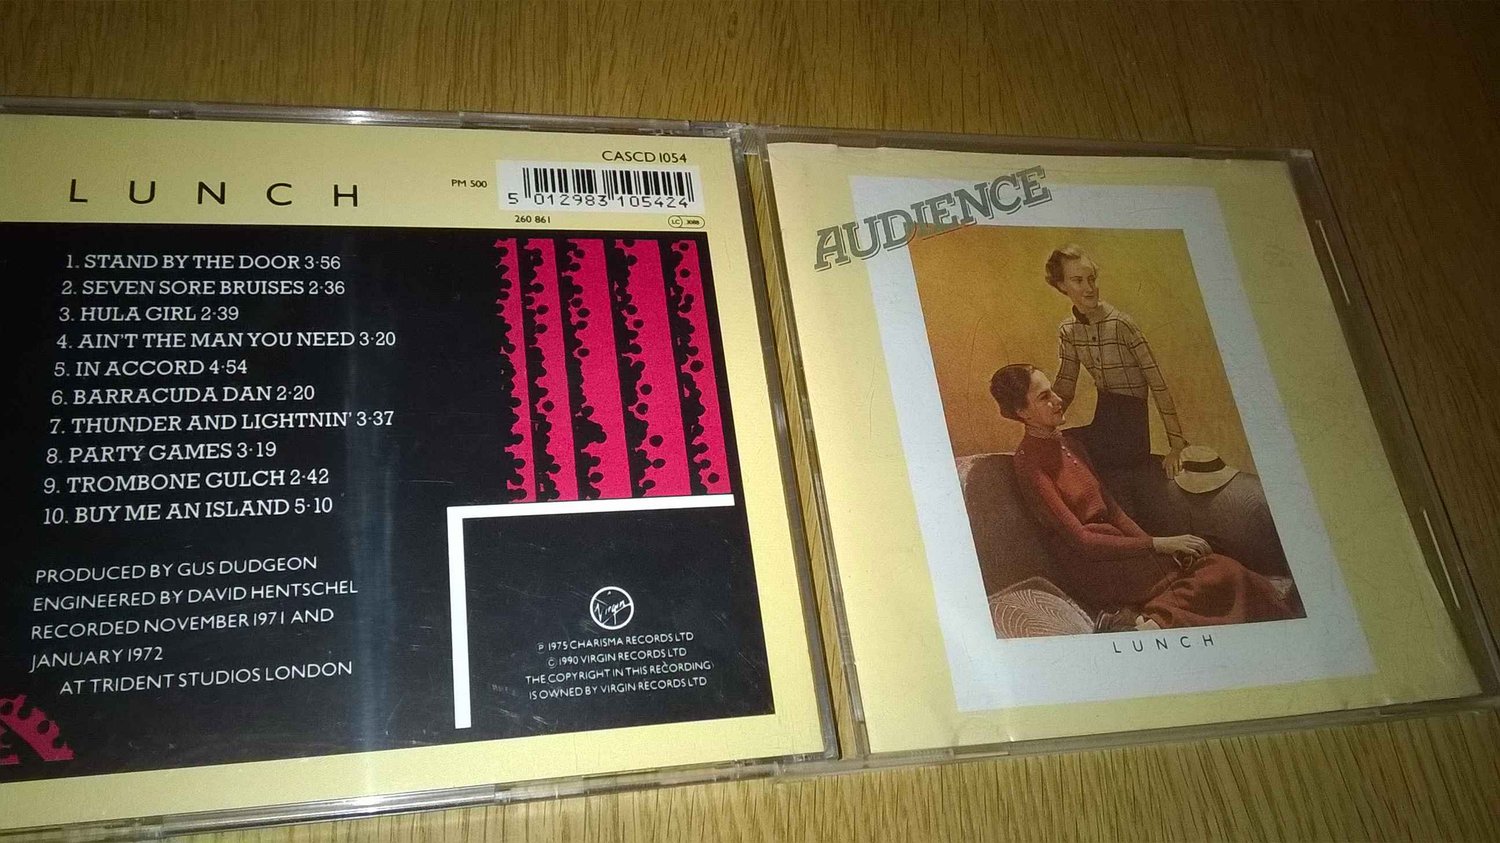 LUNCH
CASCD 1054
PM 500
5 012983 105424
260 861
LC 3098
1. STAND BY THE DOOR 3·56
2. SEVEN SORE BRUISES 2·36
3. HULA GIRL 2·39
4. AIN'T THE MAN YOU NEED 3·20
5. IN ACCORD 4·54
6. BARRACUDA DAN 2·20
7. THUNDER AND LIGHTNIN' 3·37
8. PARTY GAMES 3·19
9. TROMBONE GULCH 2·42
10. BUY ME AN ISLAND 5·10
PRODUCED BY GUS DUDGEON
ENGINEERED BY DAVID HENTSCHEL
RECORDED NOVEMBER 1971 AND
JANUARY 1972
AT TRIDENT STUDIOS LONDON
Virgin
℗ 1975 CHARISMA RECORDS LTD
© 1990 VIRGIN RECORDS LTD
THE COPYRIGHT IN THIS RECORDING
IS OWNED BY VIRGIN RECORDS LTD
AUDIENCE
LUNCH